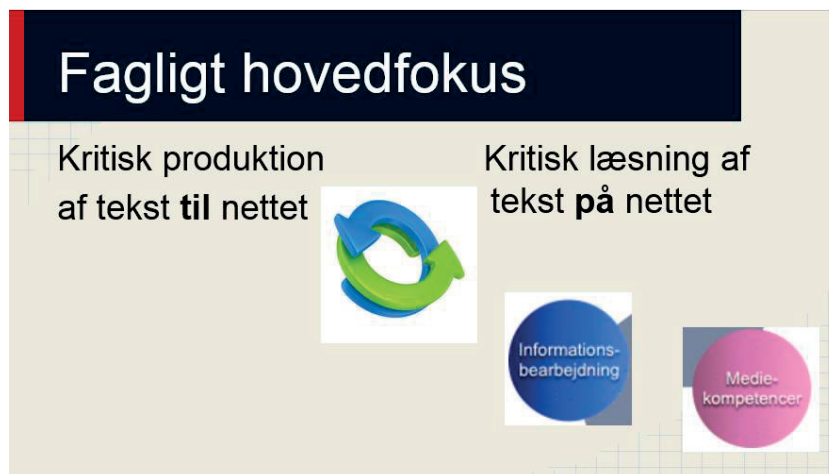 Fagligt hovedfokus
Kritisk produktion
af tekst til nettet
Kritisk læsning af
tekst på nettet
Informations-
bearbejdning
Medie-
kompetencer